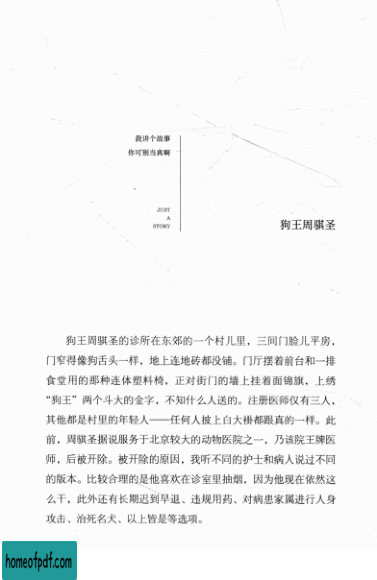 我讲个故事
你可别当真啊
JUST
A
STORY
狗王周骐圣
狗王周骐圣的诊所在东郊的一个村儿里，三间门脸儿平房，
门窄得像狗舌头一样，地上连地砖都没铺。门厅摆着前台和一排
食堂用的那种连体塑料椅，正对街门的墙上挂着面锦旗，上绣
“狗王”两个斗大的金字，不知什么人送的。注册医师仅有三人，
其他都是村里的年轻人——任何人披上白大褂都跟真的一样。此
前，周骐圣据说服务于北京较大的动物医院之一，乃该院王牌医
师，后被开除。被开除的原因，我听不同的护士和病人说过不同
的版本。比较合理的是他喜欢在诊室里抽烟，因为他现在依然这
么干，此外还有长期迟到早退、违规用药、对病患家属进行人身
攻击、治死名犬、以上皆是等选项。
homeofpdf.com